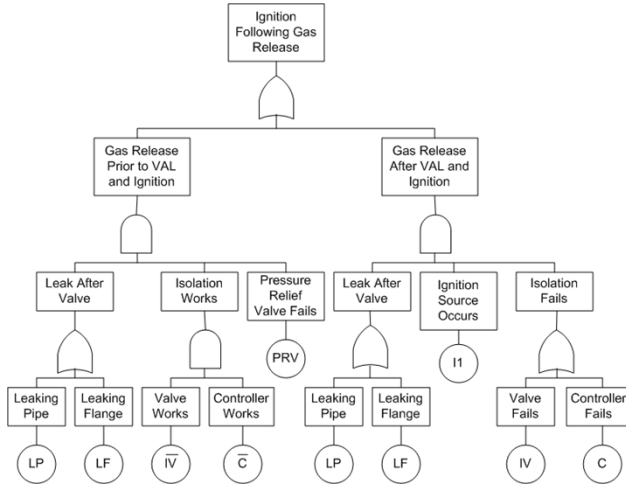 Ignition
Following Gas
Release
Gas Release
Prior to VAL
and Ignition
Gas Release
After VAL and
Ignition
Leak After
Valve
Isolation
Works
Pressure
Relief
Valve Fails
Leak After
Valve
Ignition
Source
Occurs
Isolation
Fails
PRV
I1
Leaking
Pipe
Leaking
Flange
Valve
Works
Controller
Works
Leaking
Pipe
Leaking
Flange
Valve
Fails
Controller
Fails
LP
LF
I̅V̅
C̅
LP
LF
IV
C